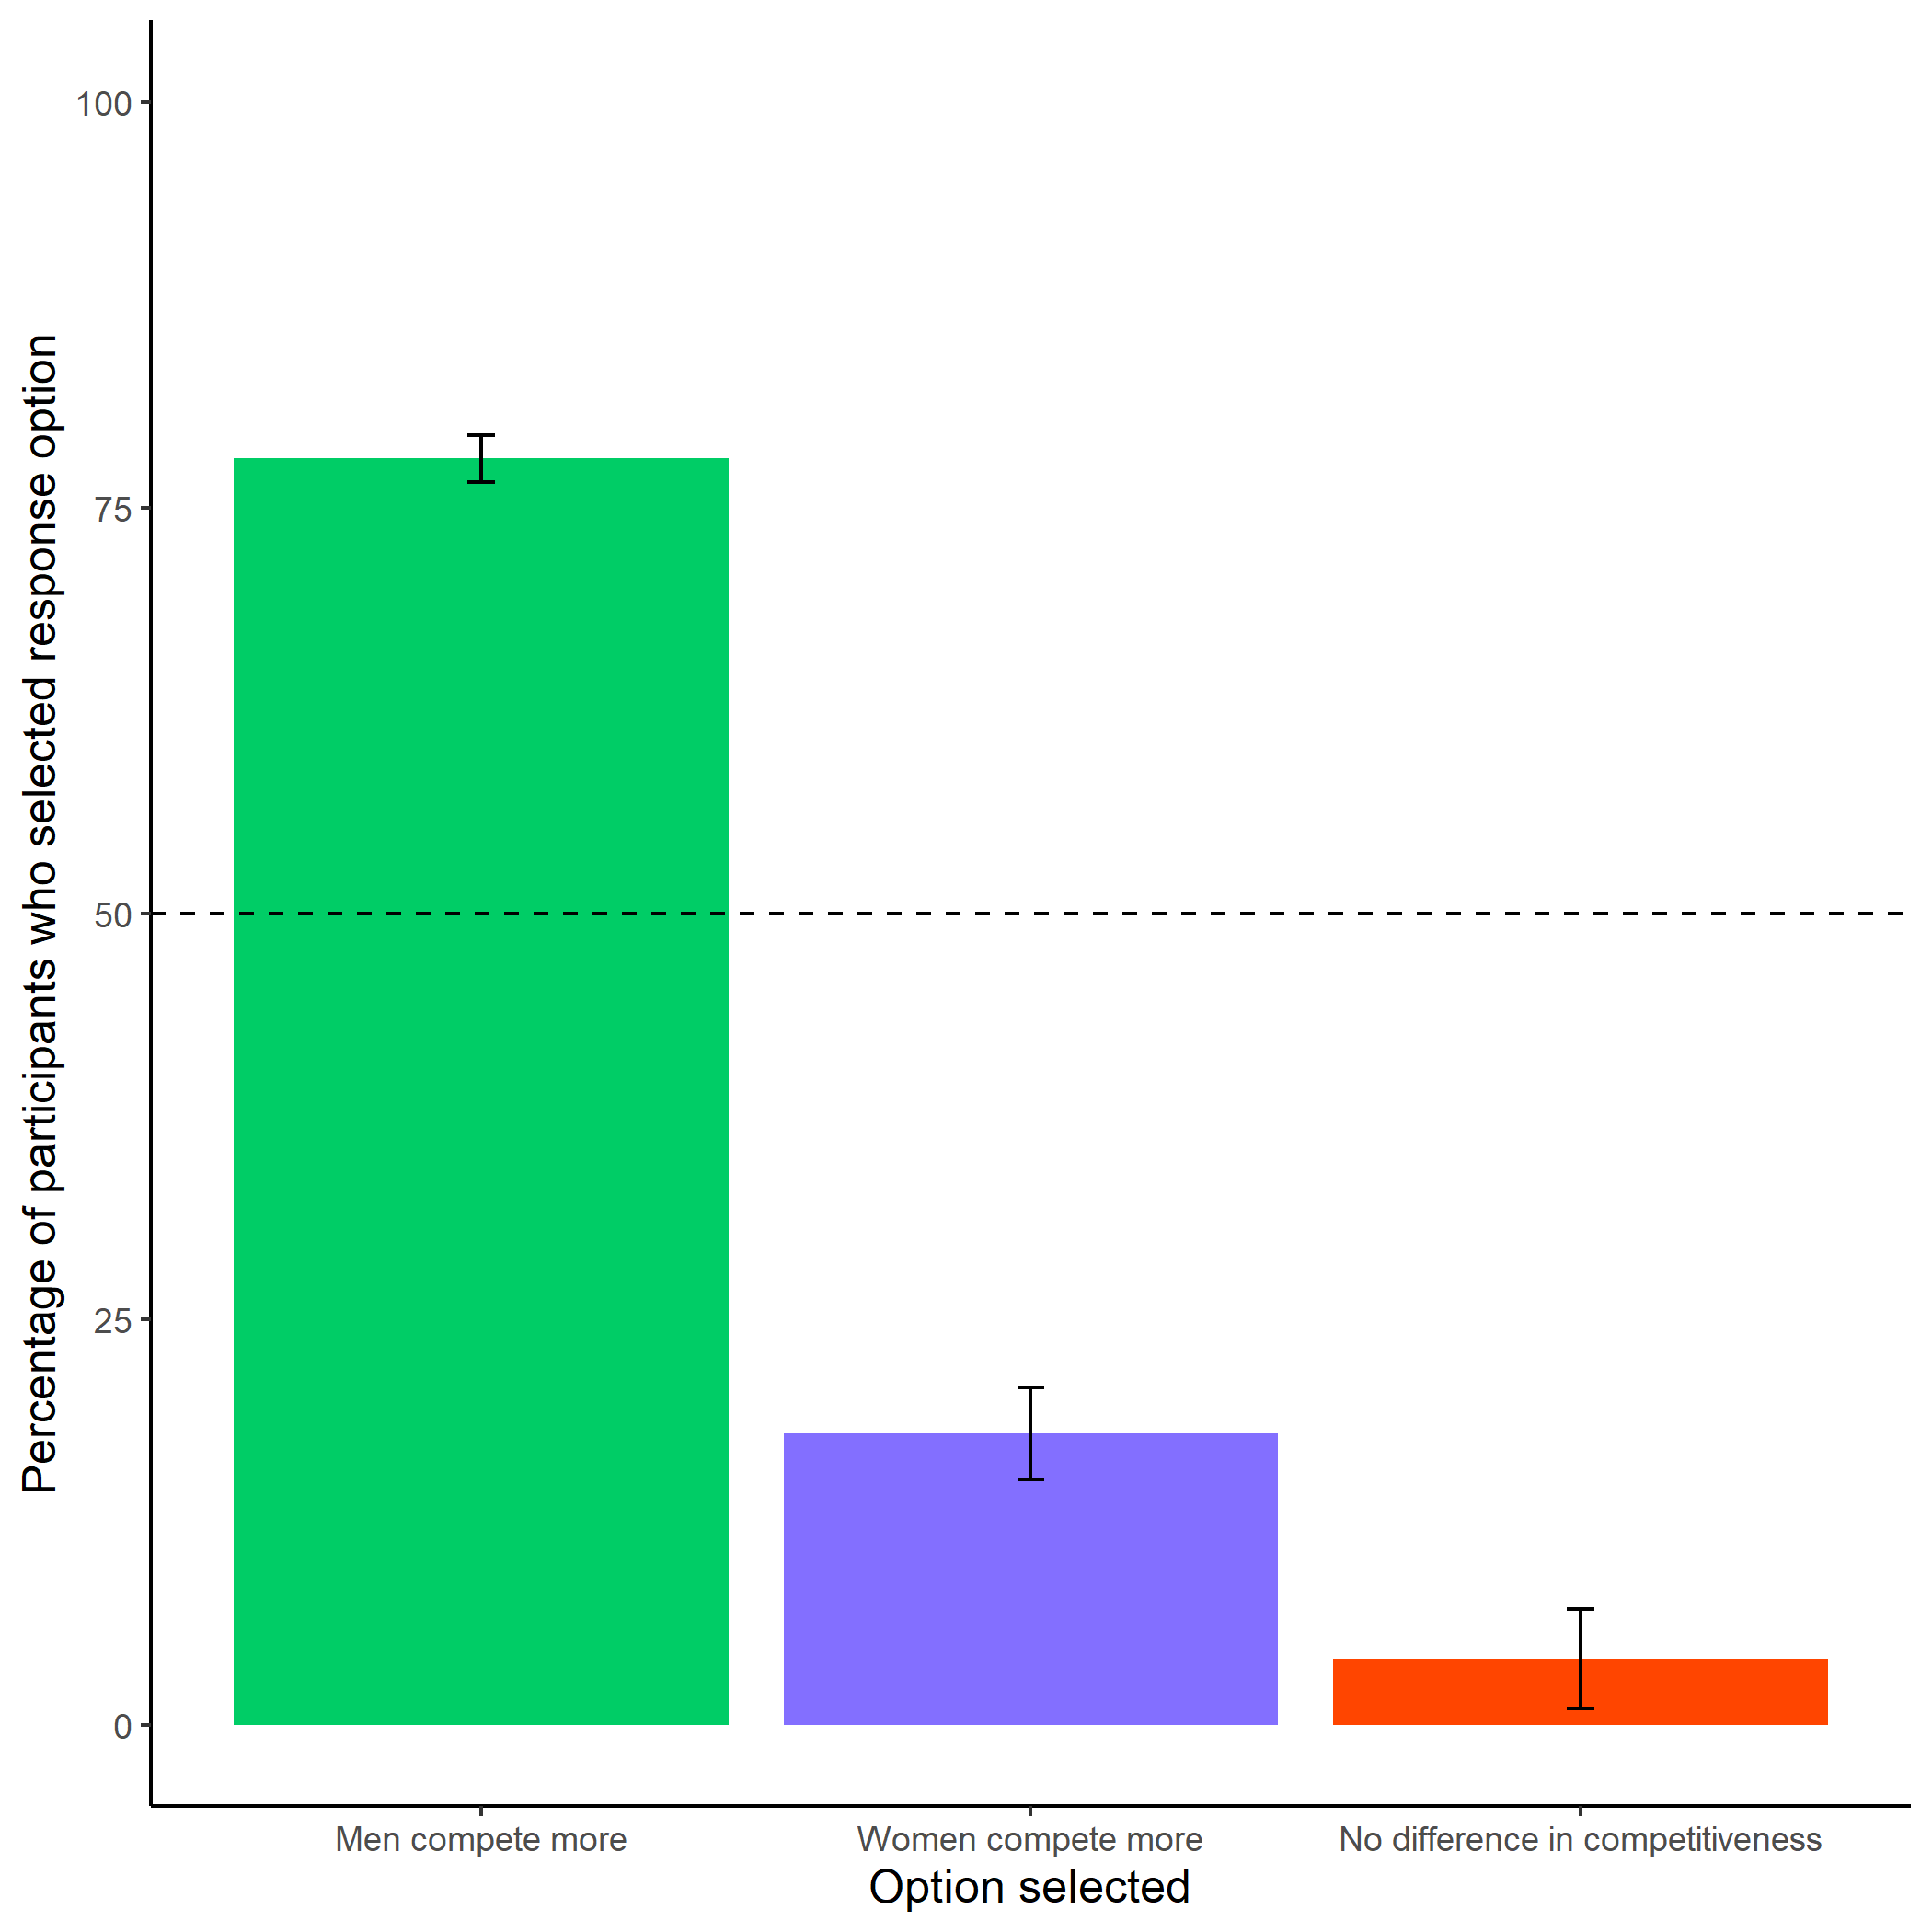 Percentage of participants who selected response option
100
75
50
25
0
Men compete more
Women compete more
No difference in competitiveness
Option selected